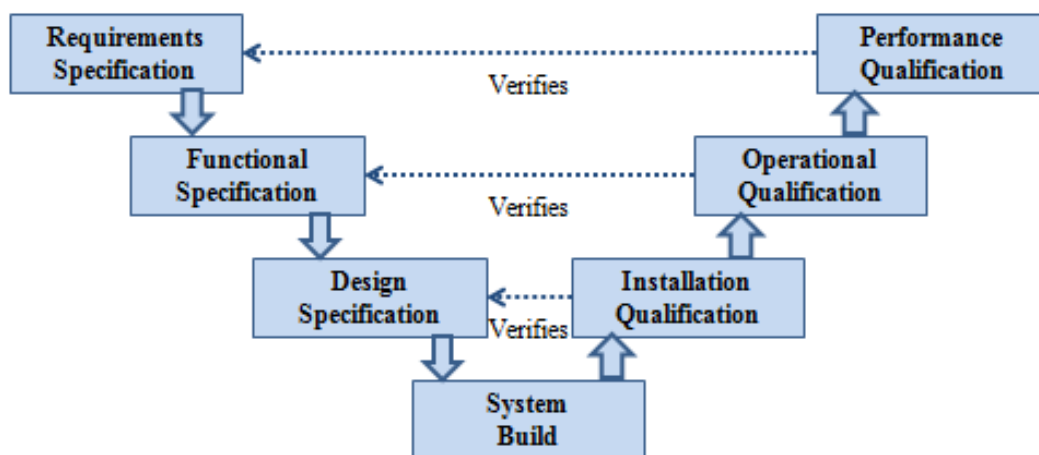 Requirements
Specification
Performance
Qualification
Verifies
Functional
Specification
Operational
Qualification
Verifies
Design
Specification
Installation
Qualification
Verifies
System
Build